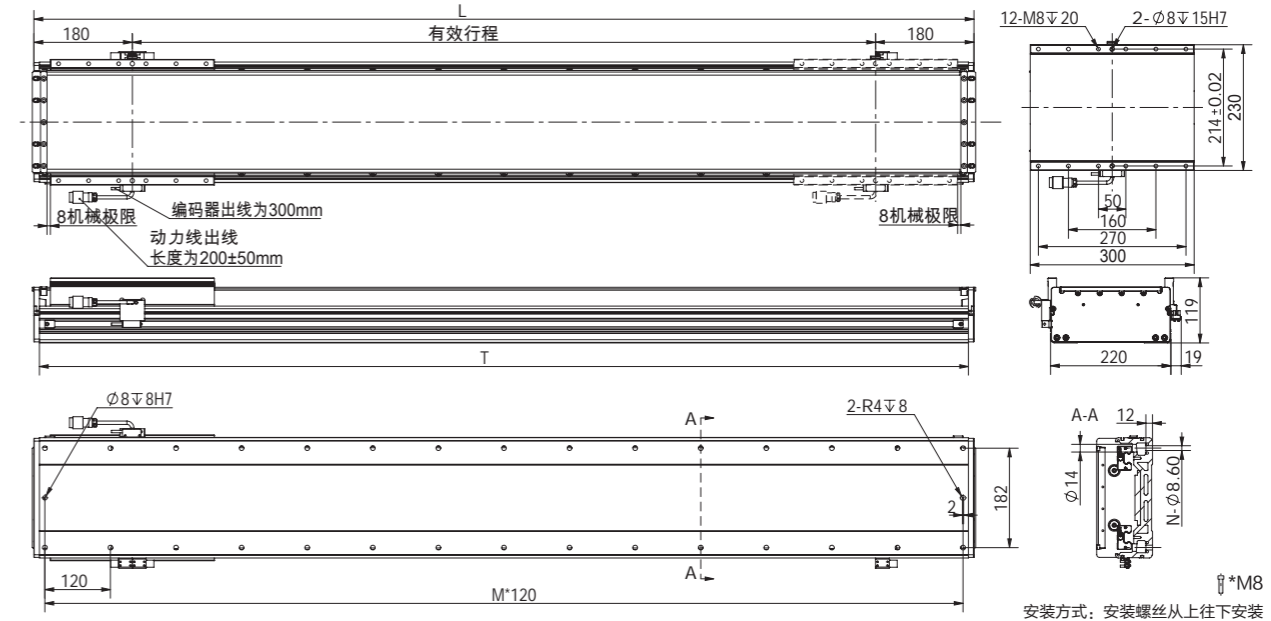 L
180
有效行程
180
12-M8↧20
2-Ø8↧15H7
214±0.02
230
编码器出线为300mm
8机械极限
8机械极限
动力线出线
长度为200±50mm
50
160
270
300
119
T
220
19
Ø8↧8H7
A
2-R4↧8
A-A
12
2
182
Ø14
N-Ø8.60
120
A
M*120
*M8
安装方式：安装螺丝从上往下安装